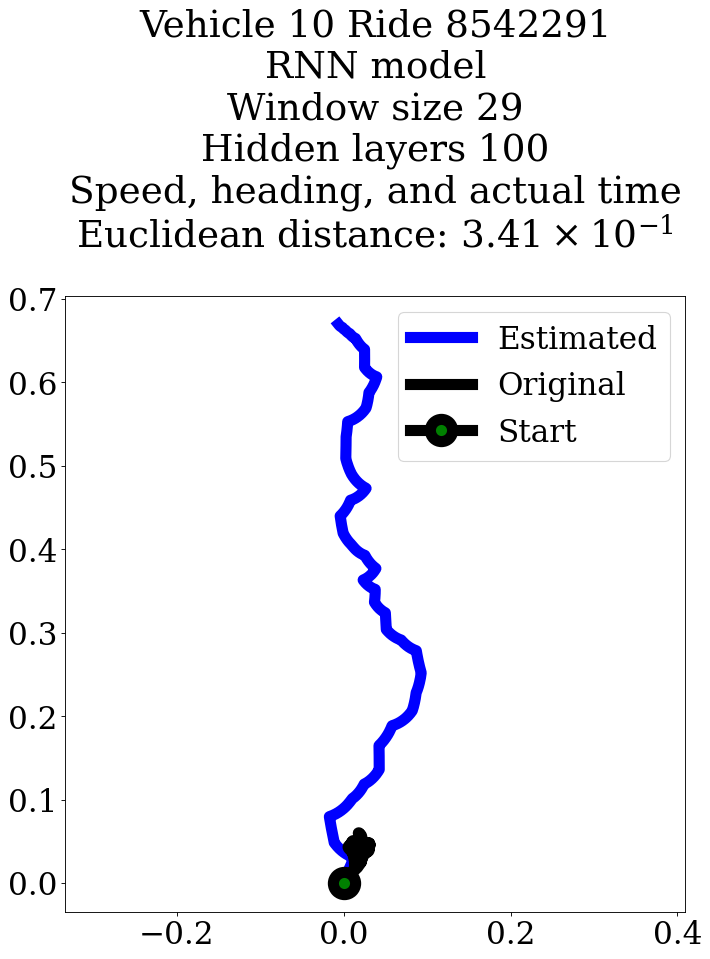 Vehicle 10 Ride 8542291
RNN model
Window size 29
Hidden layers 100
Speed, heading, and actual time
Euclidean distance: 3.41 × 10⁻¹
0.7
Estimated
0.6
Original
Start
0.5
0.4
0.3
0.2
0.1
0.0
−0.2 0.0 0.2 0.4